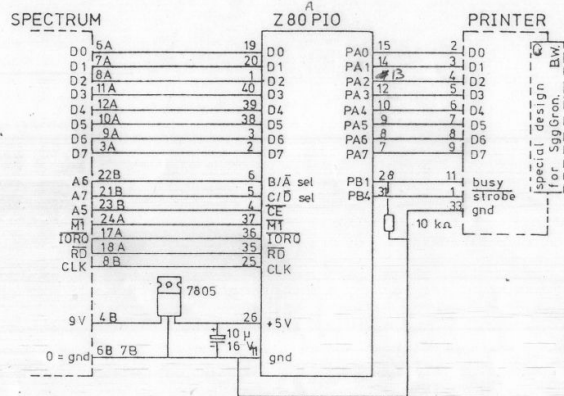 A
SPECTRUM Z80 PIO PRINTER
D0 6A 19 D0 PA0 15 2 D0
D1 7A 20 D1 PA1 14 3 D1
D2 8A 1 D2 PA2 13 4 D2
D3 11A 40 D3 PA3 12 5 D3
D4 12A 39 D4 PA4 10 6 D4
D5 10A 38 D5 PA5 9 7 D5
D6 9A 3 D6 PA6 8 8 D6
D7 3A 2 D7 PA7 7 9 D7
A6 22B 6 B/A sel PB1 28 11 busy
A7 21B 5 C/D sel PB4 31 1 strobe
A5 23B 4 CE 33 gnd
M1 24A 37 M1 10 kΩ
IORQ 17A 36 IORQ
RD 18A 35 RD
CLK 8B 25 CLK
7805
9V 4B 26 +5V
10 µ
16 V
0 = gnd 6B 7B 11 gnd
special design BW.
for SggGron.